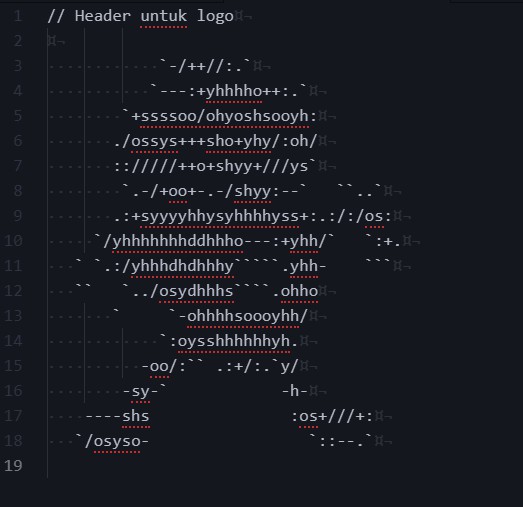 1 // Header untuk logo¤¬
2 ¤¬
3 ············`-/++//:.`¤¬
4 ···········`---:+yhhhho++:.`¤¬
5 ········`+ssssoo/ohyoshsooyh:¤¬
6 ·······./ossys+++sho+yhy/:oh/¤¬
7 ·······:://///++o+shyy+///ys`¤¬
8 ········`.-/+oo+-.-/shyy:--`   ``..`¤¬
9 ·······.:+syyyyhhysyhhhhyss+:.:/:/os:¤¬
10 ·····`/yhhhhhhhddhhho---:+yhh/`   `:+.¤¬
11 ···` `.:/yhhhdhdhhhy`````.yhh-    ```¤¬
12 ···``   `../osydhhhs````.ohho¤¬
13 ·······`     `-ohhhhsoooyhh/¤¬
14 ············`:oysshhhhhhyh.¤¬
15 ··········-oo/:`` .:+/:.`y/¤¬
16 ········-sy-`            -h-¤¬
17 ····----shs               :os+///+:¤¬
18 ···`/osyso-                 `::--.`¤¬
19